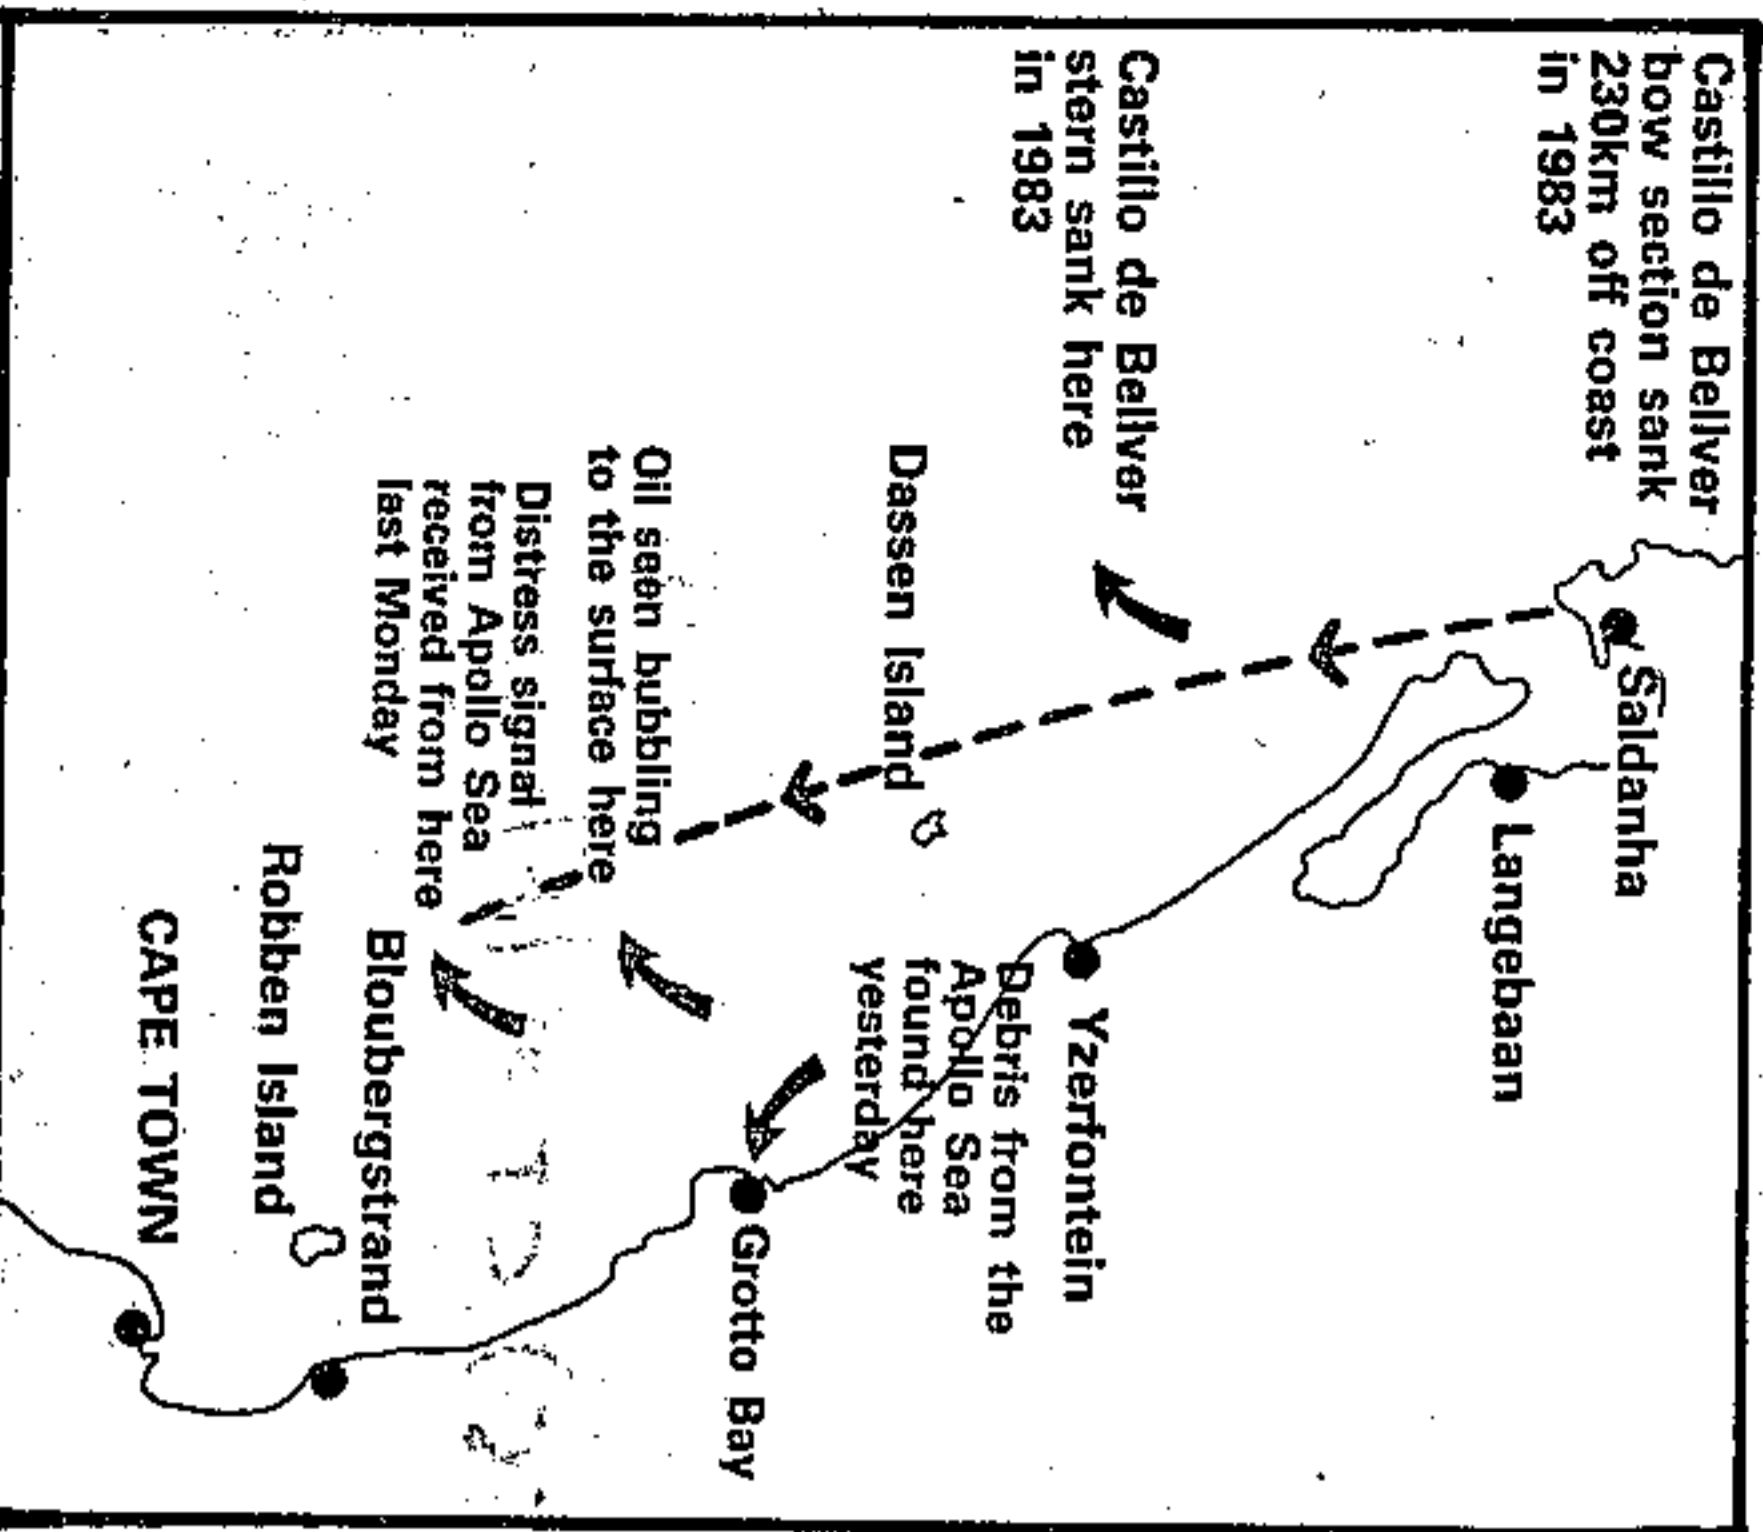 Castillo de Bellver
bow section sank
230km off coast
in 1983
Saldanha
Langebaan
Castillo de Bellver
stern sank here
in 1983
Yzerfontein
Dassen Island
Debris from the
Apollo Sea
found here
yesterday
Grotto Bay
Oil seen bubbling
to the surface here
Distress signal
from Apollo Sea
received from here
last Monday
Bloubergstrand
Robben Island
CAPE TOWN